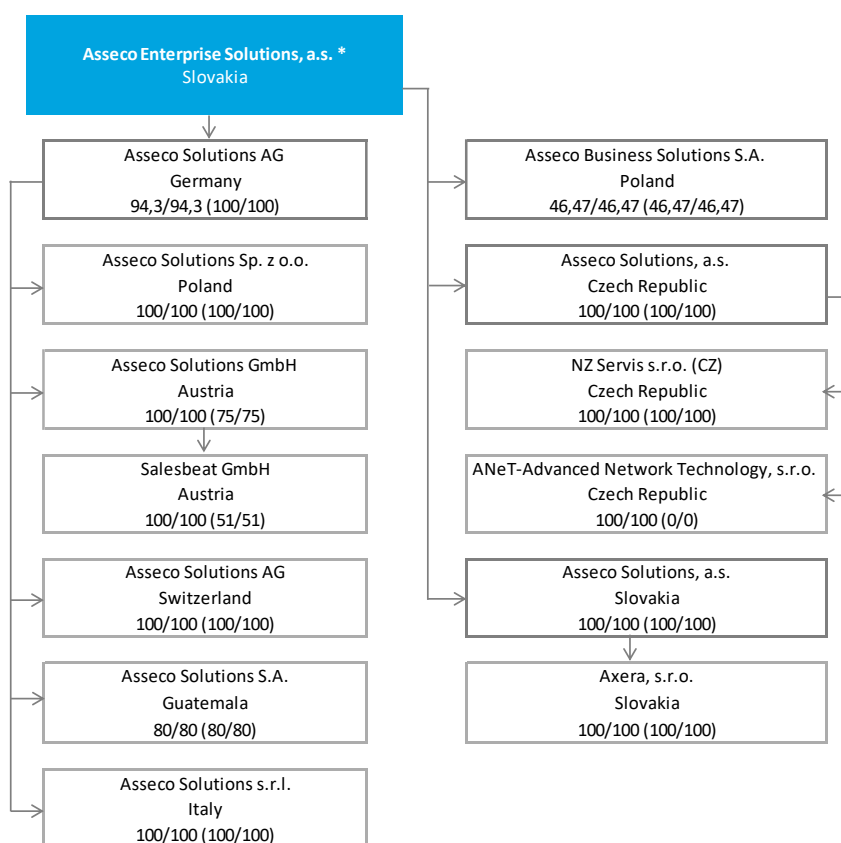 Asseco Enterprise Solutions, a.s. *
Slovakia
Asseco Solutions AG
Germany
94,3/94,3 (100/100)
Asseco Solutions Sp. z o.o.
Poland
100/100 (100/100)
Asseco Solutions GmbH
Austria
100/100 (75/75)
Salesbeat GmbH
Austria
100/100 (51/51)
Asseco Solutions AG
Switzerland
100/100 (100/100)
Asseco Solutions S.A.
Guatemala
80/80 (80/80)
Asseco Solutions s.r.l.
Italy
100/100 (100/100)
Asseco Business Solutions S.A.
Poland
46,47/46,47 (46,47/46,47)
Asseco Solutions, a.s.
Czech Republic
100/100 (100/100)
NZ Servis s.r.o. (CZ)
Czech Republic
100/100 (100/100)
ANeT-Advanced Network Technology, s.r.o.
Czech Republic
100/100 (0/0)
Asseco Solutions, a.s.
Slovakia
100/100 (100/100)
Axera, s.r.o.
Slovakia
100/100 (100/100)